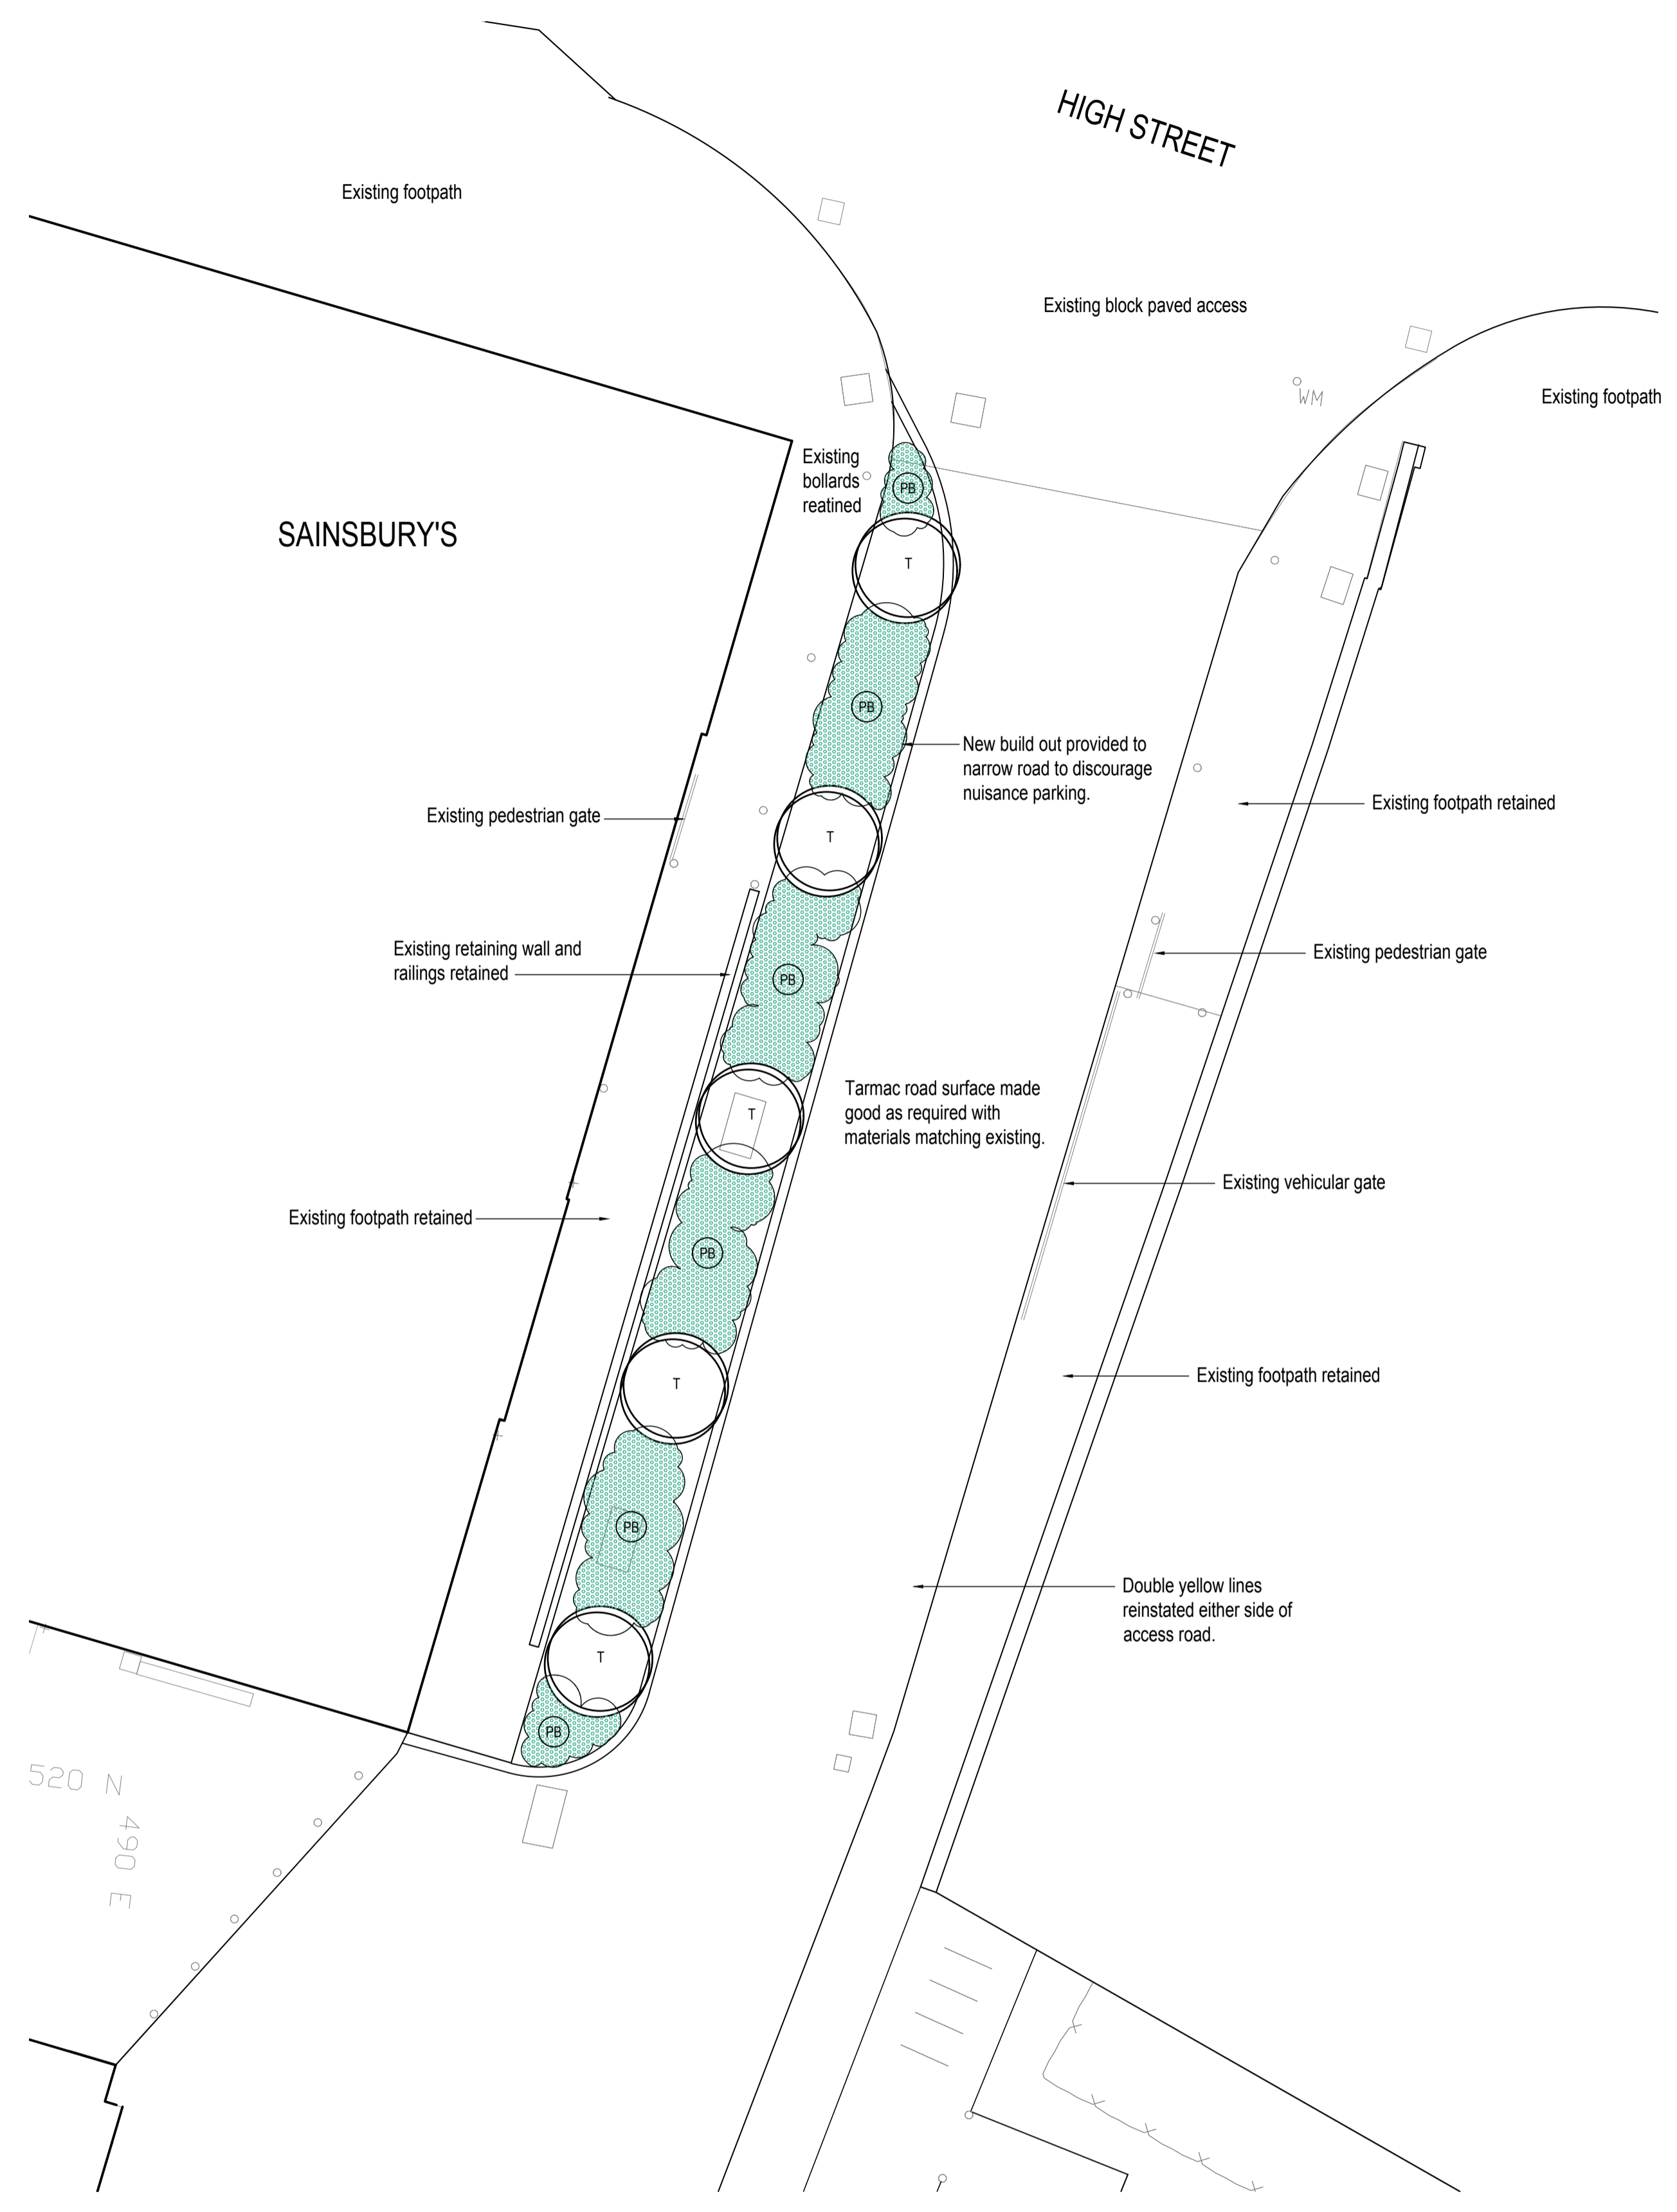 HIGH STREET
Existing footpath
Existing block paved access
WM
Existing footpath
Existing
bollards
reatined
PB
SAINSBURY'S
T
PB
New build out provided to
narrow road to discourage
nuisance parking.
Existing footpath retained
Existing pedestrian gate
T
Existing retaining wall and
railings retained
PB
Existing pedestrian gate
Tarmac road surface made
good as required with
materials matching existing.
T
Existing vehicular gate
Existing footpath retained
PB
T
Existing footpath retained
PB
Double yellow lines
reinstated either side of
access road.
T
PB
520 N
490 E